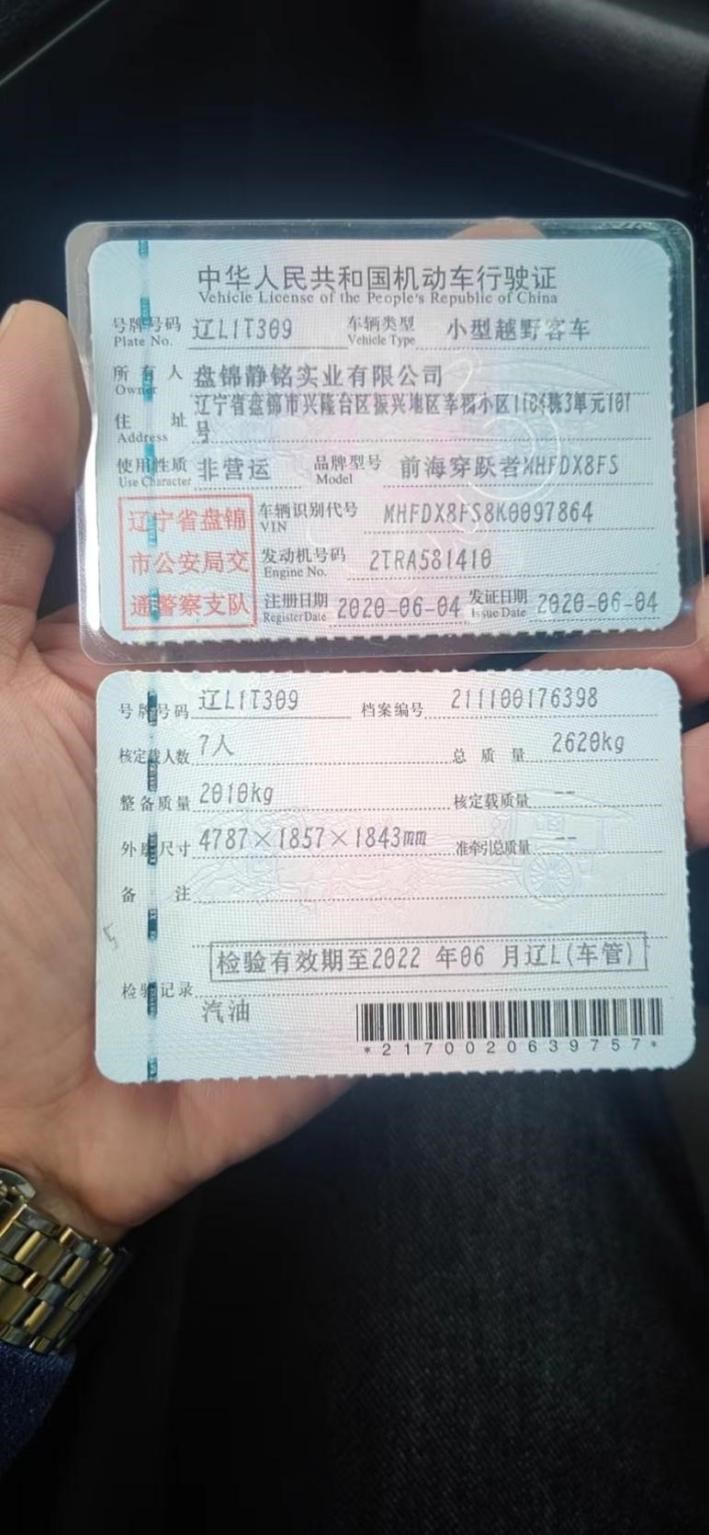 中华人民共和国机动车行驶证
Vehicle License of the People's Republic of China
号牌号码 辽L1T309 车辆类型 小型越野客车
Plate No. Vehicle Type
所有人 盘锦静铭实业有限公司
Owner
住址 辽宁省盘锦市兴隆台区振兴地区幸福小区1104栋3单元101
号
Address
使用性质 非营运 品牌型号 前海穿跃者MHFDX8FS
Use Character Model
辽宁省盘锦
市公安局交
通警察支队
车辆识别代号 MHFDX8FS8K0097864
VIN
发动机号码 2TRA581410
Engine No.
注册日期 2020-06-04 发证日期 2020-06-04
Register Date Issue Date
号牌号码 辽L1T309 档案编号 211100176398
核定载人数 7人 总质量 2620kg
整备质量 2010kg 核定载质量 --
外廓尺寸 4787×1857×1843mm 准牵引总质量 --
备注
检验有效期至2022 年06 月辽L(车管)
检验记录
汽油
*2170020639757*